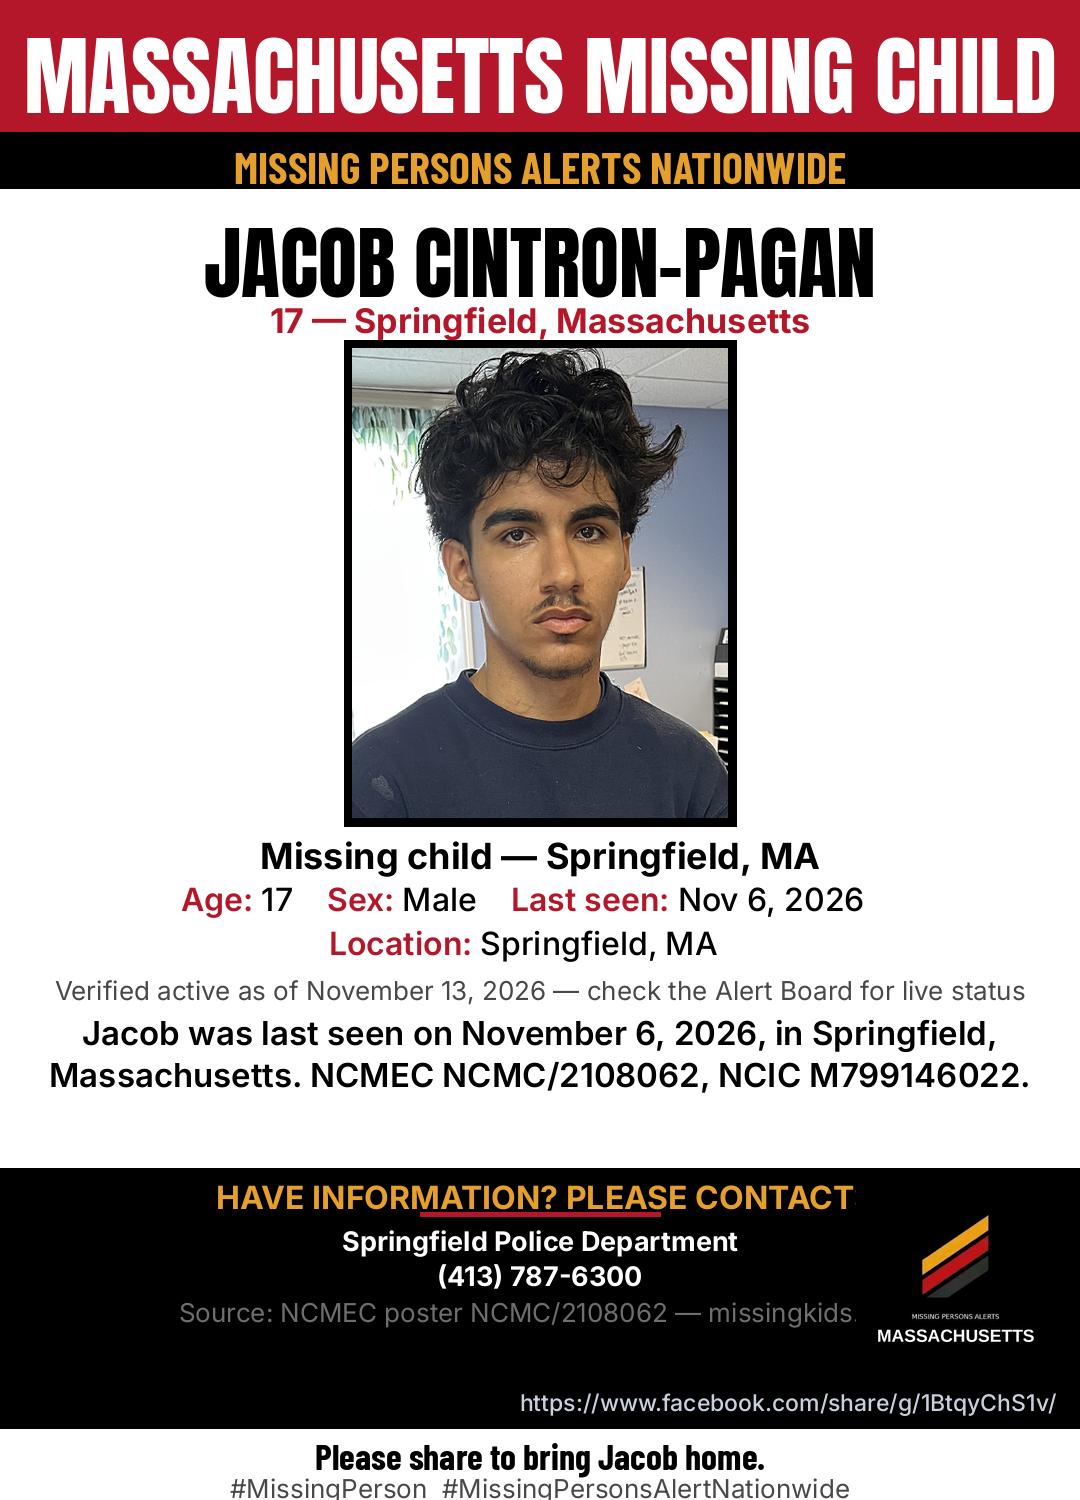 MASSACHUSETTS MISSING CHILD
MISSING PERSONS ALERTS NATIONWIDE
JACOB CINTRON-PAGAN
17 — Springfield, Massachusetts
Missing child — Springfield, MA
Age: 17 Sex: Male Last seen: Nov 6, 2026
Location: Springfield, MA
Verified active as of November 13, 2026 — check the Alert Board for live status
Jacob was last seen on November 6, 2026, in Springfield,
Massachusetts. NCMEC NCMC/2108062, NCIC M799146022.
HAVE INFORMATION? PLEASE CONTACT
Springfield Police Department
(413) 787-6300
Source: NCMEC poster NCMC/2108062 — missingkids.
MISSING PERSONS ALERTS
MASSACHUSETTS
https://www.facebook.com/share/g/1BtqyChS1v/
Please share to bring Jacob home.
#MissingPerson #MissingPersonsAlertNationwide